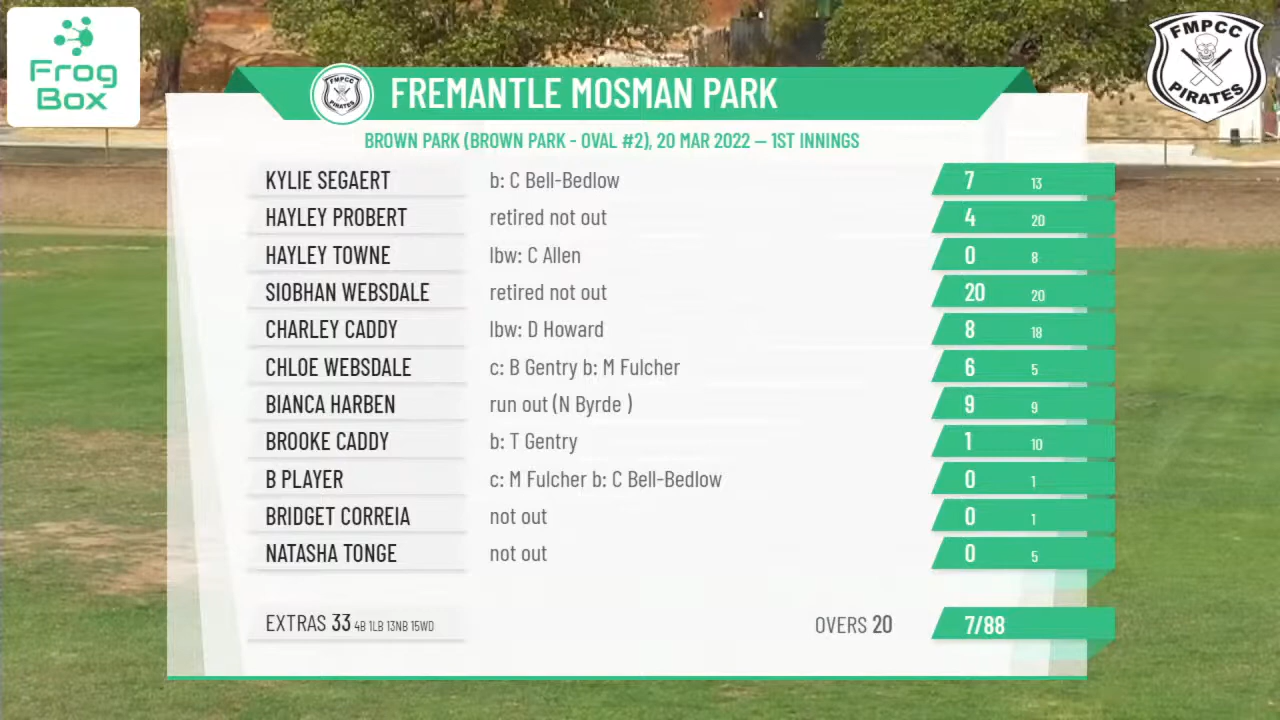 Frog
Box
FMPCC
PIRATES
FREMANTLE MOSMAN PARK
FMPCC
PIRATES
BROWN PARK (BROWN PARK - OVAL #2), 20 MAR 2022 – 1ST INNINGS
KYLIE SEGAERT b: C Bell-Bedlow 7 13
HAYLEY PROBERT retired not out 4 20
HAYLEY TOWNE lbw: C Allen 0 8
SIOBHAN WEBSDALE retired not out 20 20
CHARLEY CADDY lbw: D Howard 8 18
CHLOE WEBSDALE c: B Gentry b: M Fulcher 6 5
BIANCA HARBEN run out (N Byrde ) 9 9
BROOKE CADDY b: T Gentry 1 10
B PLAYER c: M Fulcher b: C Bell-Bedlow 0 1
BRIDGET CORREIA not out 0 1
NATASHA TONGE not out 0 5
EXTRAS 33 4B 1LB 13NB 15WD OVERS 20 7/88